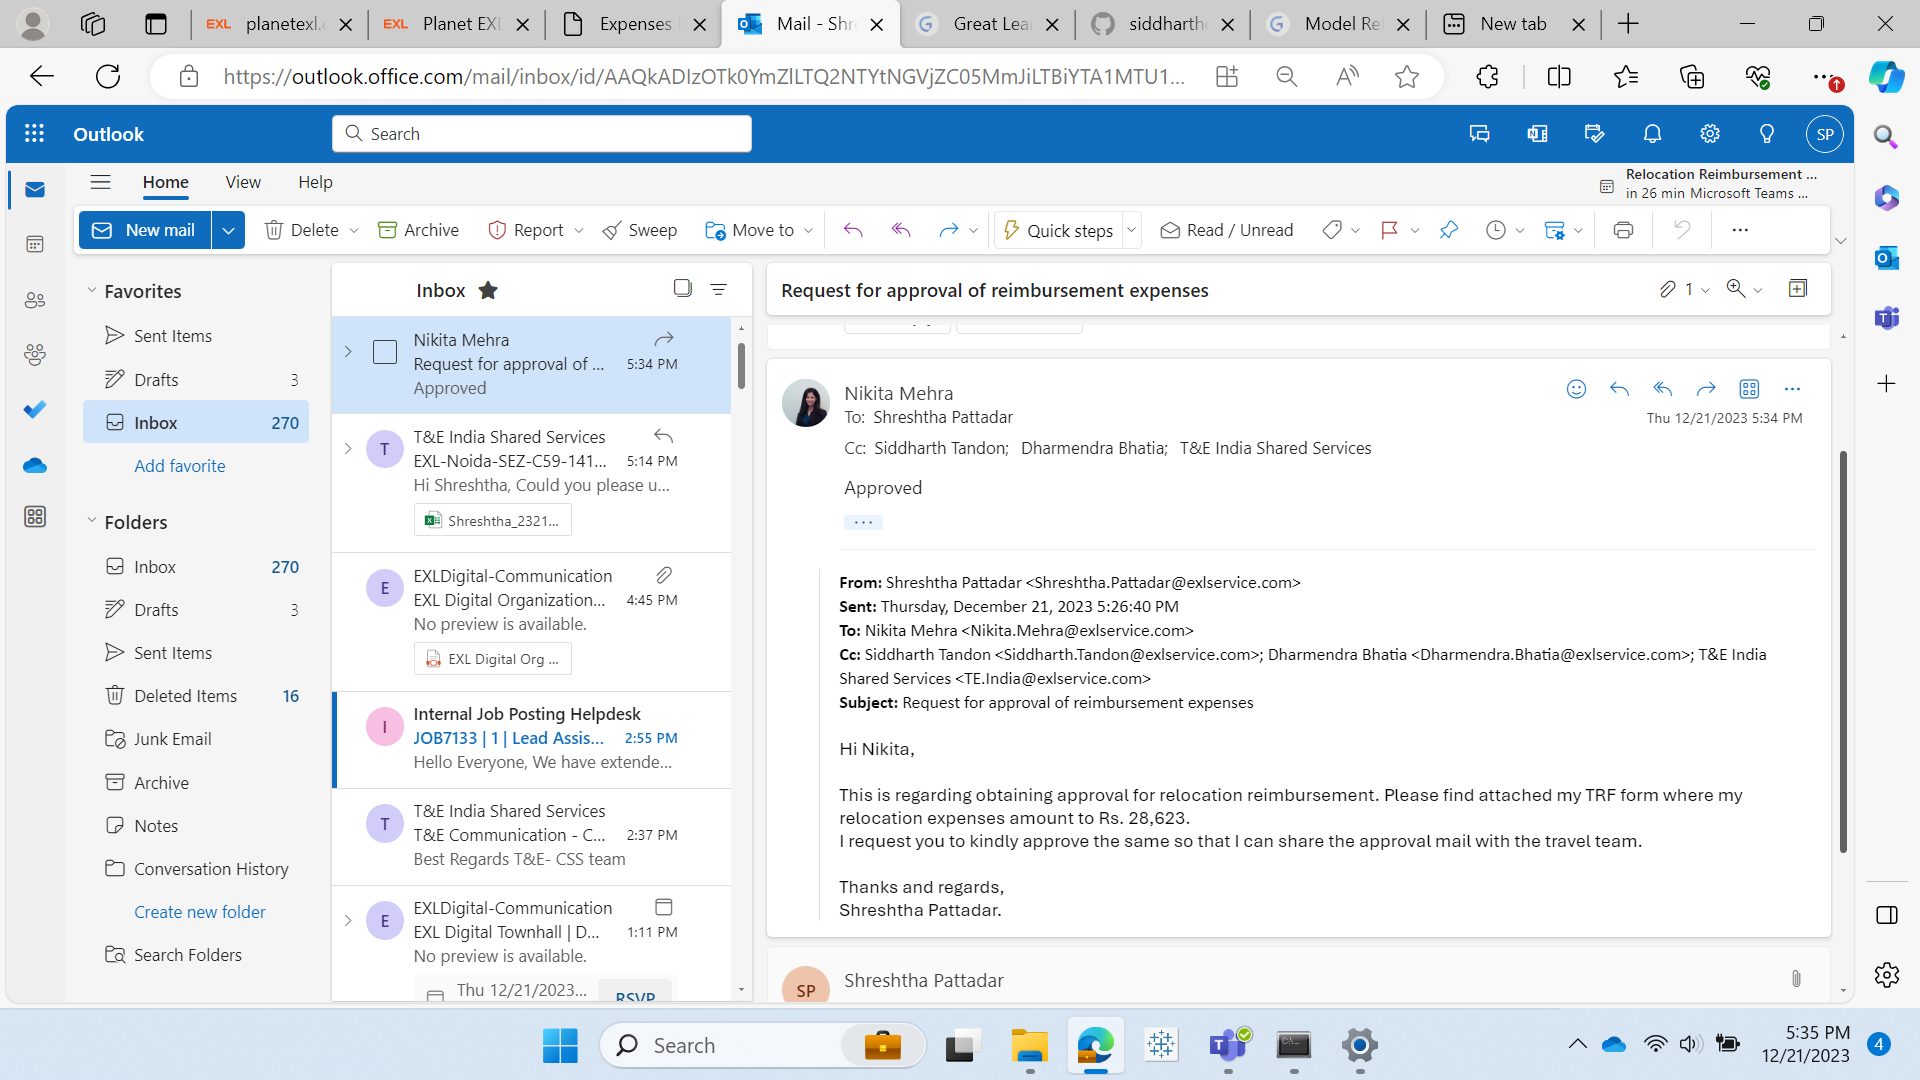 planetexl.e
Planet EXL
Expenses
Mail - Shr
Great Lea
siddharth
Model Re
New tab
https://outlook.office.com/mail/inbox/id/AAQkADIzOTk0YmZlLTQ2NTYtNGVjZC05MmJiLTBiYTA1MTU1...
Outlook
Search
SP
Home
View
Help
Relocation Reimbursement ...
in 26 min Microsoft Teams ...
New mail
Delete
Archive
Report
Sweep
Move to
Quick steps
Read / Unread
Favorites
Sent Items
Drafts 3
Inbox 270
Add favorite
Folders
Inbox 270
Drafts 3
Sent Items
Deleted Items 16
Junk Email
Archive
Notes
Conversation History
Create new folder
Search Folders
Inbox
Nikita Mehra
Request for approval of ... 5:34 PM
Approved
T
T&E India Shared Services
EXL-Noida-SEZ-C59-141... 5:14 PM
Hi Shreshtha, Could you please u...
Shreshtha_2321...
E
EXLDigital-Communication
EXL Digital Organization... 4:45 PM
No preview is available.
EXL Digital Org ...
I
Internal Job Posting Helpdesk
JOB7133 | 1 | Lead Assis... 2:55 PM
Hello Everyone, We have extende...
T
T&E India Shared Services
T&E Communication - C... 2:37 PM
Best Regards T&E- CSS team
E
EXLDigital-Communication
EXL Digital Townhall | D... 1:11 PM
No preview is available.
Thu 12/21/2023...
RSVP
Request for approval of reimbursement expenses
1
Nikita Mehra
To: Shreshtha Pattadar
Thu 12/21/2023 5:34 PM
Cc: Siddharth Tandon; Dharmendra Bhatia; T&E India Shared Services
Approved
...
From: Shreshtha Pattadar <Shreshtha.Pattadar@exlservice.com>
Sent: Thursday, December 21, 2023 5:26:40 PM
To: Nikita Mehra <Nikita.Mehra@exlservice.com>
Cc: Siddharth Tandon <Siddharth.Tandon@exlservice.com>; Dharmendra Bhatia <Dharmendra.Bhatia@exlservice.com>; T&E India
Shared Services <TE.India@exlservice.com>
Subject: Request for approval of reimbursement expenses
Hi Nikita,
This is regarding obtaining approval for relocation reimbursement. Please find attached my TRF form where my
relocation expenses amount to Rs. 28,623.
I request you to kindly approve the same so that I can share the approval mail with the travel team.
Thanks and regards,
Shreshtha Pattadar.
SP
Shreshtha Pattadar
Search
5:35 PM
12/21/2023
4